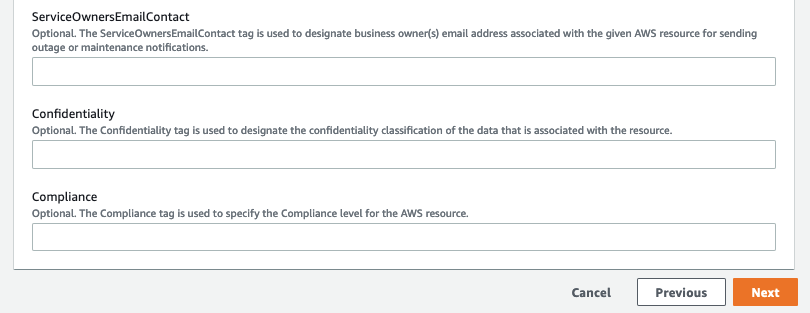 ServiceOwnersEmailContact
Optional. The ServiceOwnersEmailContact tag is used to designate business owner(s) email address associated with the given AWS resource for sending
outage or maintenance notifications.
Confidentiality
Optional. The Confidentiality tag is used to designate the confidentiality classification of the data that is associated with the resource.
Compliance
Optional. The Compliance tag is used to specify the Compliance level for the AWS resource.
Cancel Previous Next